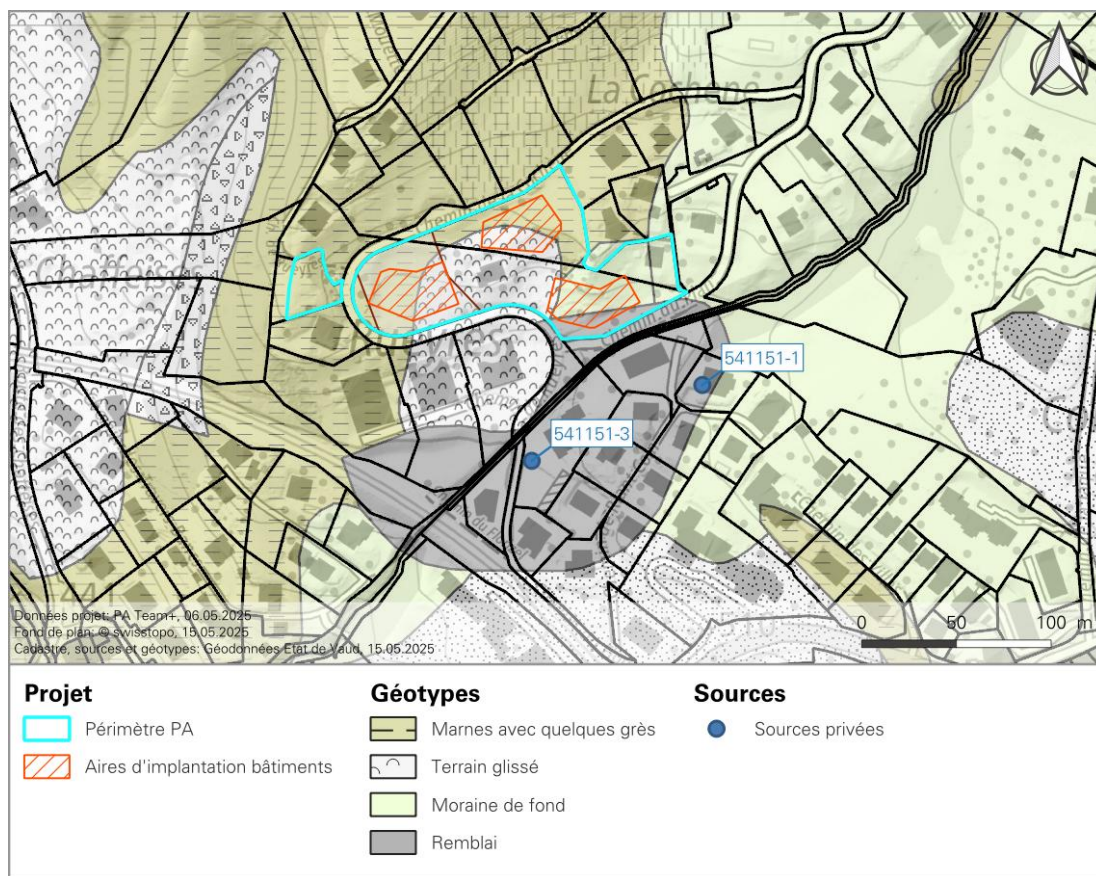 La Cochène
541151-1
541151-3
Données projet: PA Team+, 06.05.2025
Fond de plan: © swisstopo, 15.05.2025
Cadastre, sources et géotypes: Géodonnées Etat de Vaud, 15.05.2025
0 50 100 m
Projet
Périmètre PA
Aires d'implantation bâtiments
Géotypes
Marnes avec quelques grès
Terrain glissé
Moraine de fond
Remblai
Sources
Sources privées